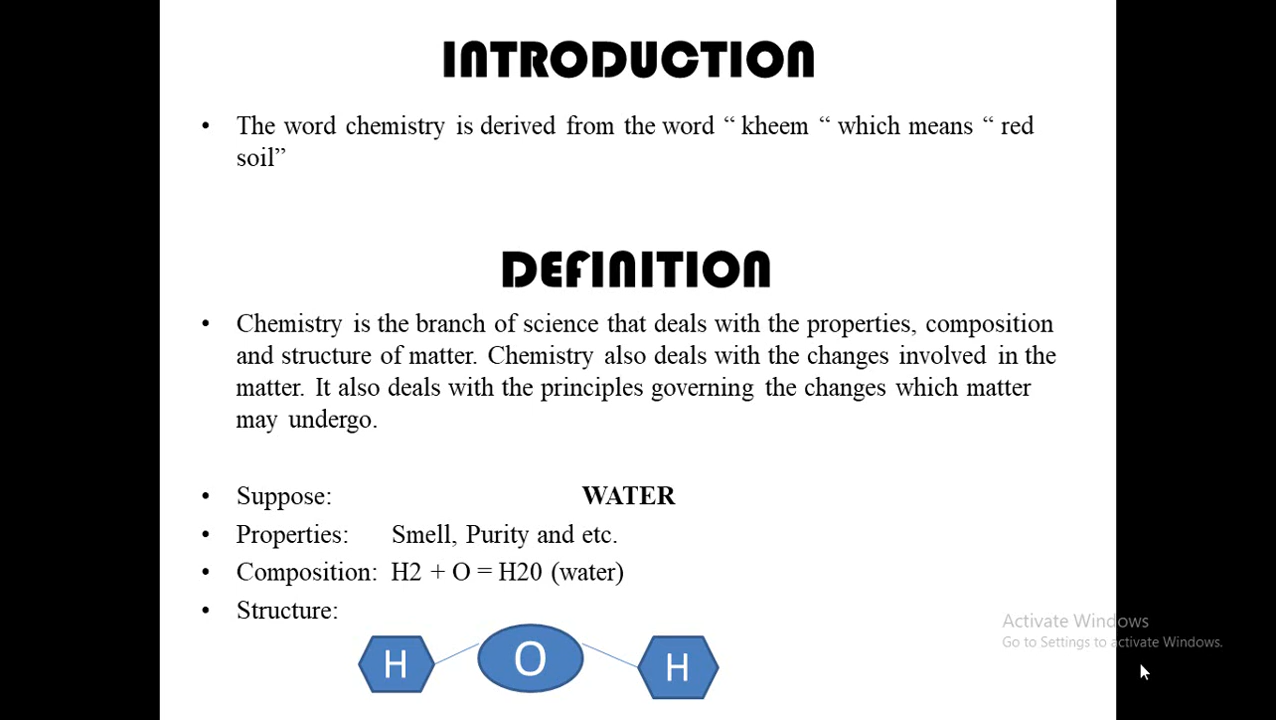 INTRODUCTION
• The word chemistry is derived from the word “ kheem “ which means “ red
soil”
DEFINITION
• Chemistry is the branch of science that deals with the properties, composition
and structure of matter. Chemistry also deals with the changes involved in the
matter. It also deals with the principles governing the changes which matter
may undergo.
• Suppose: WATER
• Properties: Smell, Purity and etc.
• Composition: H2 + O = H20 (water)
• Structure:
H O H
Activate Windows
Go to Settings to activate Windows.